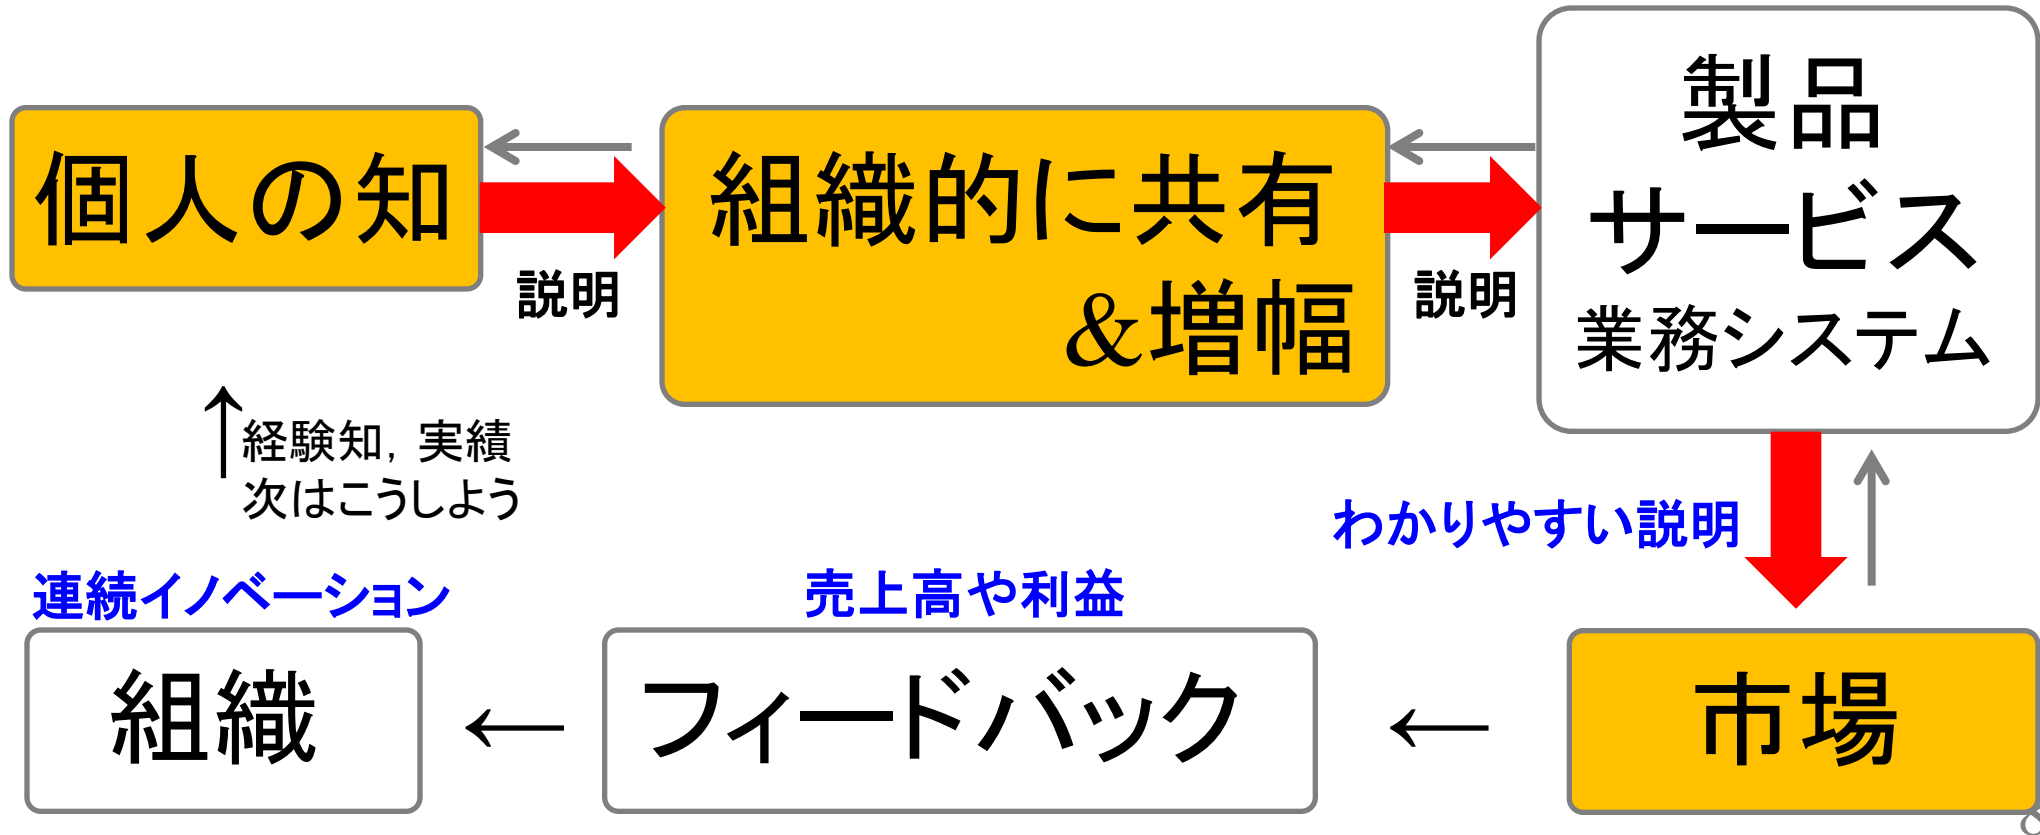 個人の知
説明
組織的に共有
&増幅
説明
製品
サービス
業務システム
↑経験知，実績
次はこうしよう
わかりやすい説明
連続イノベーション
組織
←
売上高や利益
フィードバック
←
市場